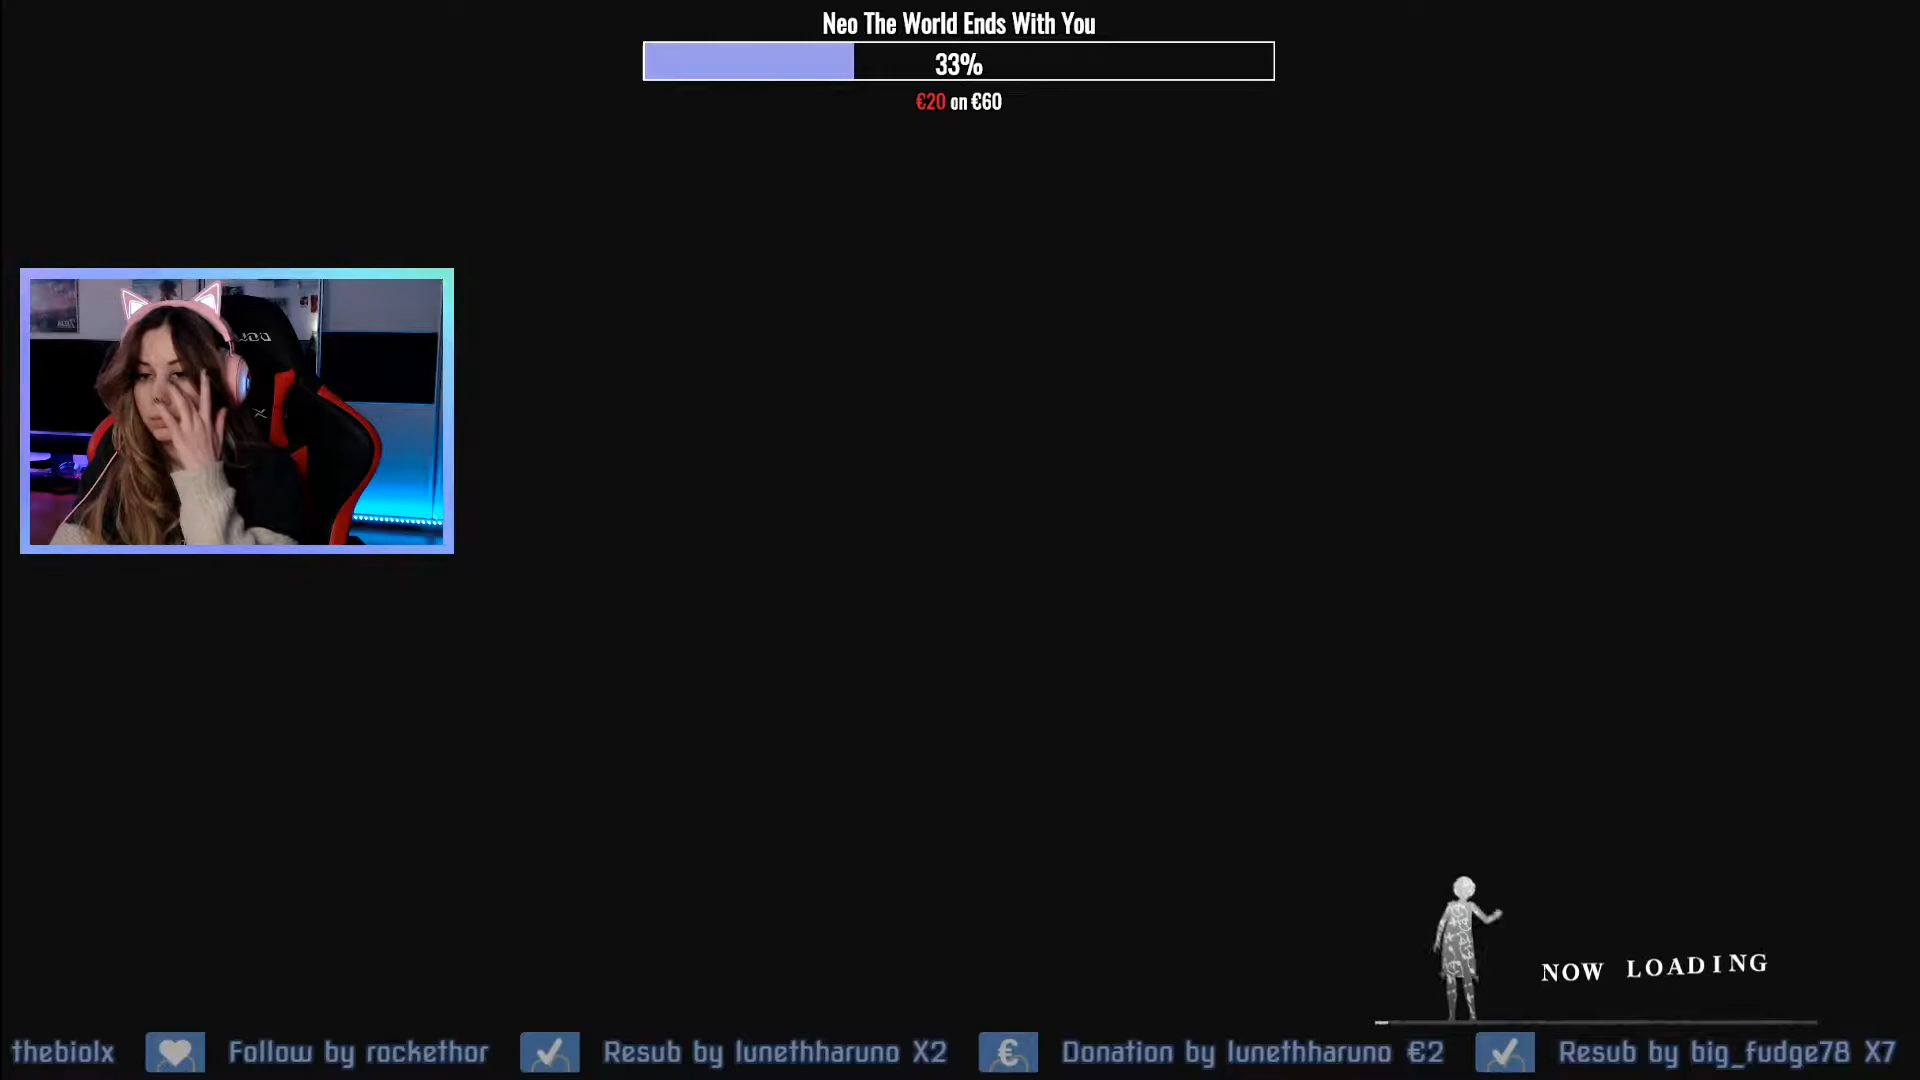 Neo The World Ends With You
33%
€20 on €60
NOW LOADING
thebiolx Follow by rockethor Resub by lunethharuno X2 € Donation by lunethharuno €2 Resub by big_fudge78 X7